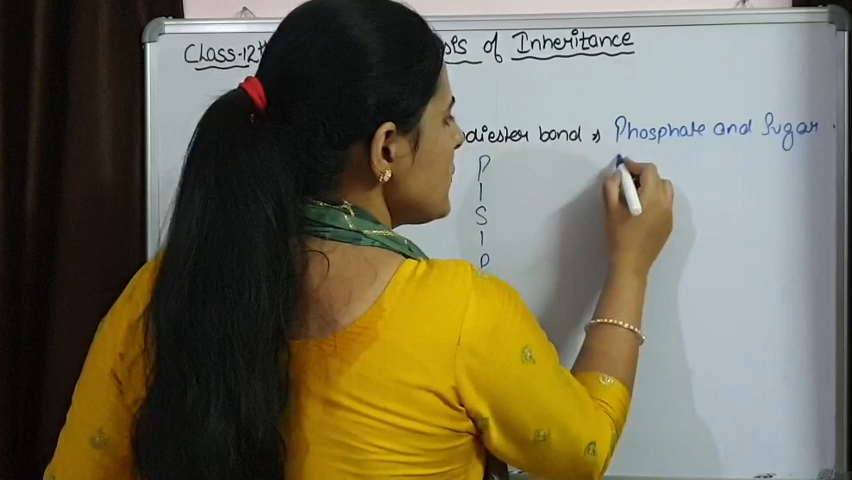 Class-12th sis of Inheritance
diester bond → Phosphate and Sugar
P
|
S
|
P